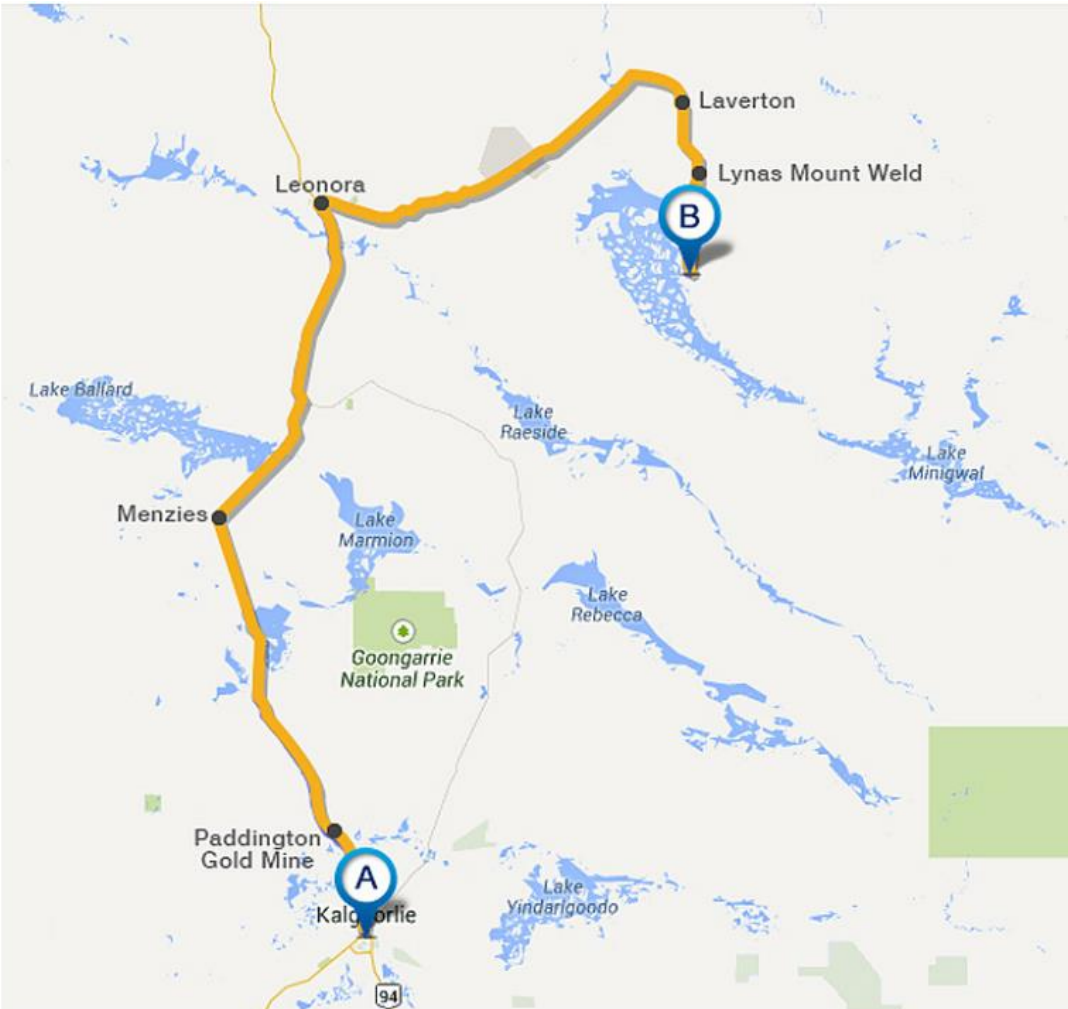 Laverton
Lynas Mount Weld
Leonora
B
Lake Ballard
Lake
Raeside
Lake
Minigwal
Menzies
Lake
Marmion
Lake
Rebecca
Goongarrie
National Park
Paddington
Gold Mine
A
Lake
Yindarlgooda
94